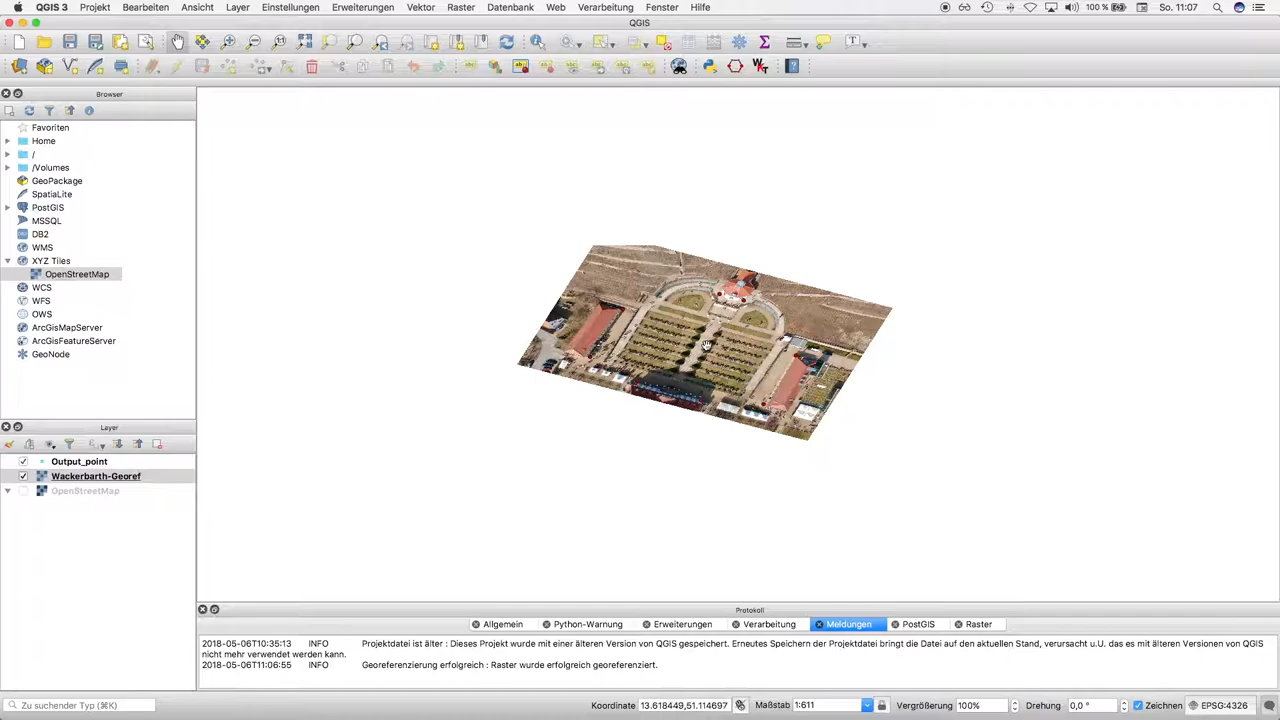 QGIS 3 Projekt Bearbeiten Ansicht Layer Einstellungen Erweiterungen Vektor Raster Datenbank Web Verarbeitung Fenster Hilfe 100 % So. 11:07
QGIS
Browser
Favoriten
Home
/
/Volumes
GeoPackage
SpatiaLite
PostGIS
MSSQL
DB2
WMS
XYZ Tiles
OpenStreetMap
WCS
WFS
OWS
ArcGisMapServer
ArcGisFeatureServer
GeoNode
Layer
Output_point
Wackerbarth-Georef
OpenStreetMap
Protokoll
Allgemein Python-Warnung Erweiterungen Verarbeitung Meldungen PostGIS Raster
2018-05-06T10:35:13 INFO Projektdatei ist älter : Dieses Projekt wurde mit einer älteren Version von QGIS gespeichert. Erneutes Speichern der Projektdatei bringt die Datei auf den aktuellen Stand, verursacht u.U. das es mit älteren Versionen von QGIS
nicht mehr verwendet werden kann.
2018-05-06T11:06:55 INFO Georeferenzierung erfolgreich : Raster wurde erfolgreich georeferenziert.
Zu suchender Typ (⌘K) Koordinate 13.618449,51.114697 Maßstab 1:611 Vergrößerung 100% Drehung 0,0 ° Zeichnen EPSG:4326